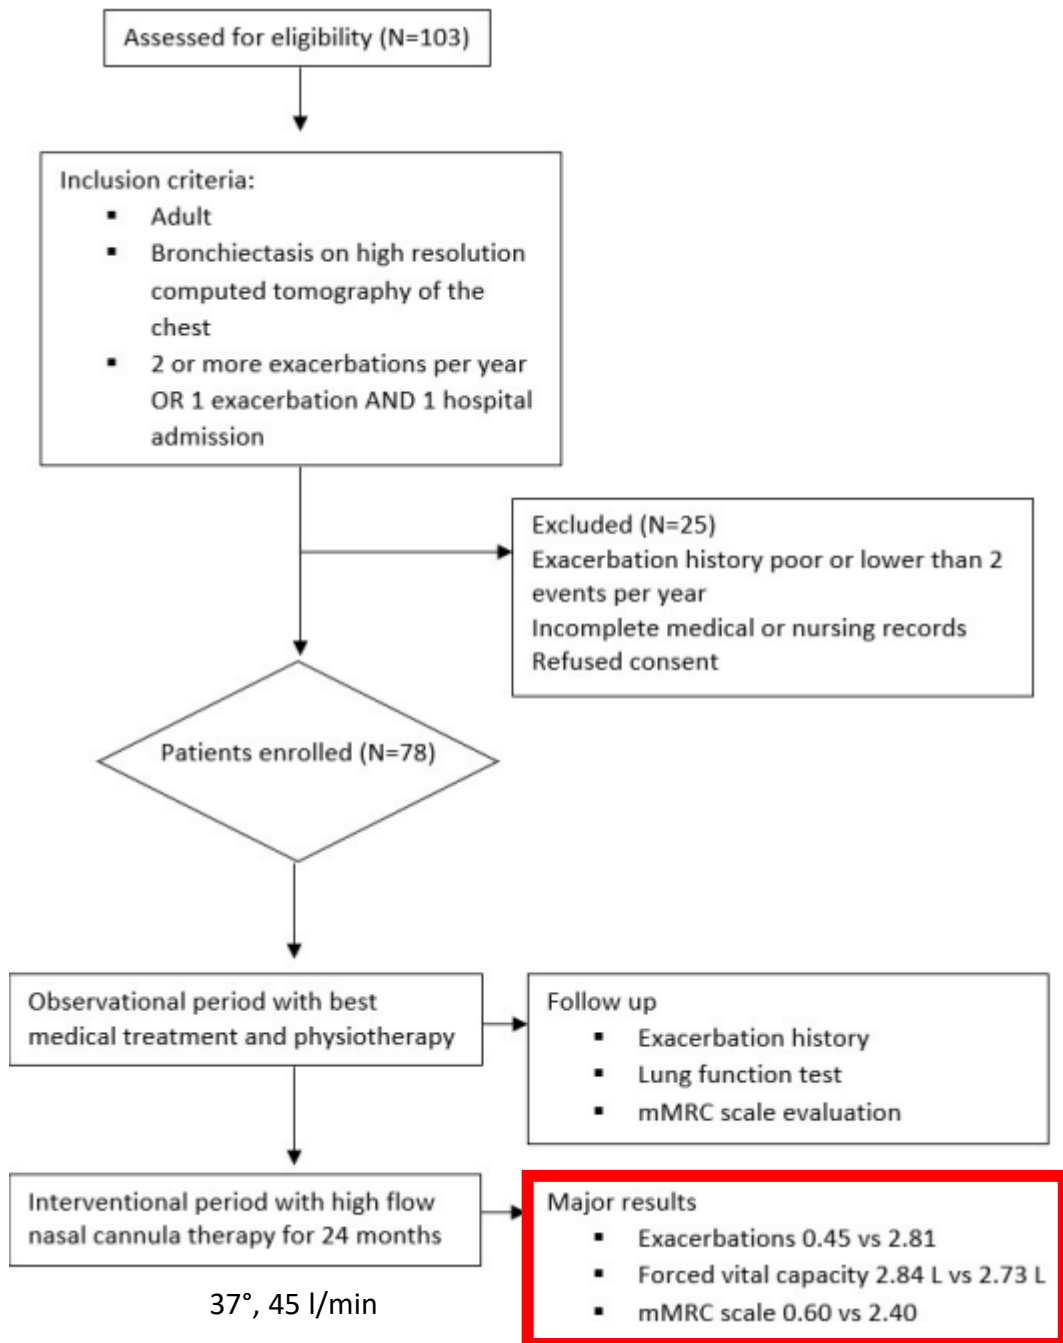 Assessed for eligibility (N=103)
Inclusion criteria:
▪ Adult
▪ Bronchiectasis on high resolution
computed tomography of the
chest
▪ 2 or more exacerbations per year
OR 1 exacerbation AND 1 hospital
admission
Excluded (N=25)
Exacerbation history poor or lower than 2
events per year
Incomplete medical or nursing records
Refused consent
Patients enrolled (N=78)
Observational period with best
medical treatment and physiotherapy
Follow up
▪ Exacerbation history
▪ Lung function test
▪ mMRC scale evaluation
Interventional period with high flow
nasal cannula therapy for 24 months
37°, 45 l/min
Major results
▪ Exacerbations 0.45 vs 2.81
▪ Forced vital capacity 2.84 L vs 2.73 L
▪ mMRC scale 0.60 vs 2.40